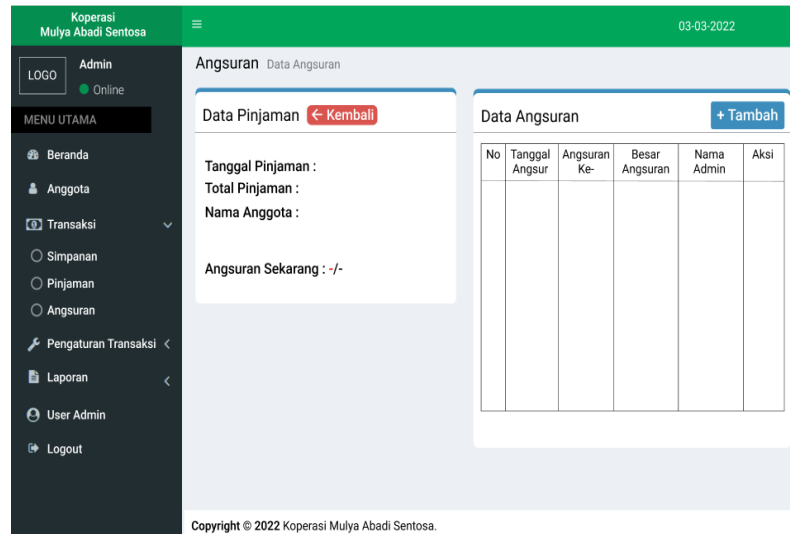 Koperasi
Mulya Abadi Sentosa
03-03-2022
LOGO
Admin
Online
MENU UTAMA
Beranda
Anggota
Transaksi
Simpanan
Pinjaman
Angsuran
Pengaturan Transaksi
Laporan
User Admin
Logout
Angsuran Data Angsuran
Data Pinjaman ← Kembali
Tanggal Pinjaman :
Total Pinjaman :
Nama Anggota :
Angsuran Sekarang : -/-
Data Angsuran + Tambah
No Tanggal Angsuran Besar Nama Aksi
Angsur Ke- Angsuran Admin
Copyright © 2022 Koperasi Mulya Abadi Sentosa.